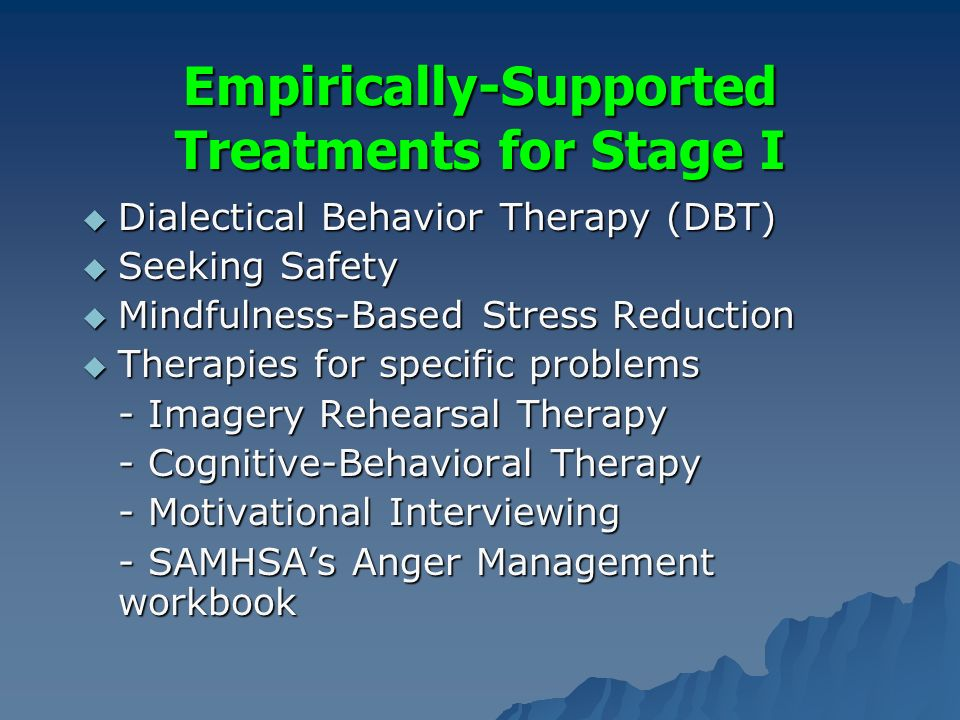 Empirically-Supported
Treatments for Stage I
Dialectical Behavior Therapy (DBT)
Seeking Safety
Mindfulness-Based Stress Reduction
Therapies for specific problems
- Imagery Rehearsal Therapy
- Cognitive-Behavioral Therapy
- Motivational Interviewing
- SAMHSA’s Anger Management
workbook